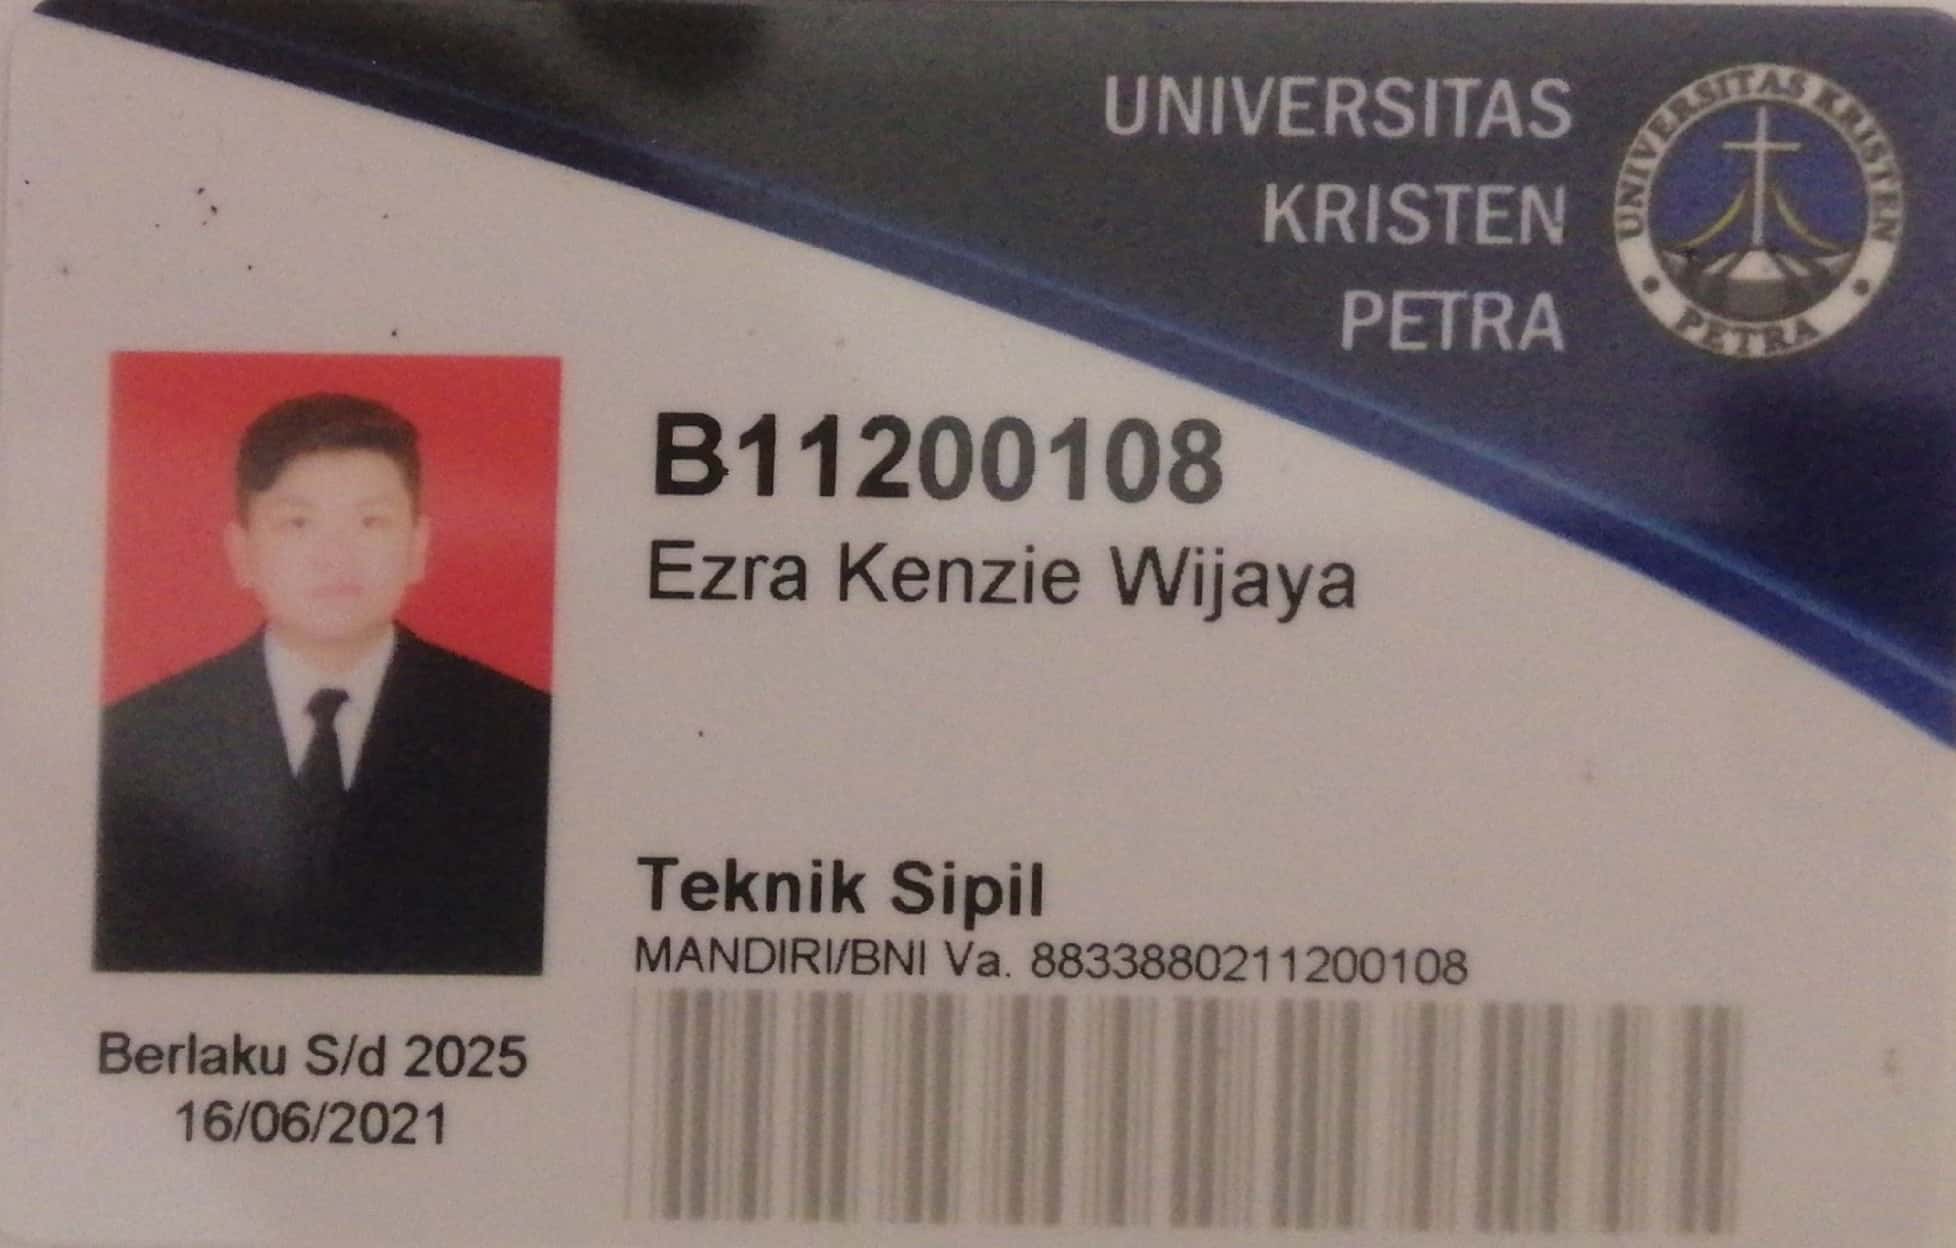 UNIVERSITAS
KRISTEN
PETRA
UNIVERSITAS KRISTEN
PETRA
B11200108
Ezra Kenzie Wijaya
Teknik Sipil
MANDIRI/BNI Va. 8833880211200108
Berlaku S/d 2025
16/06/2021